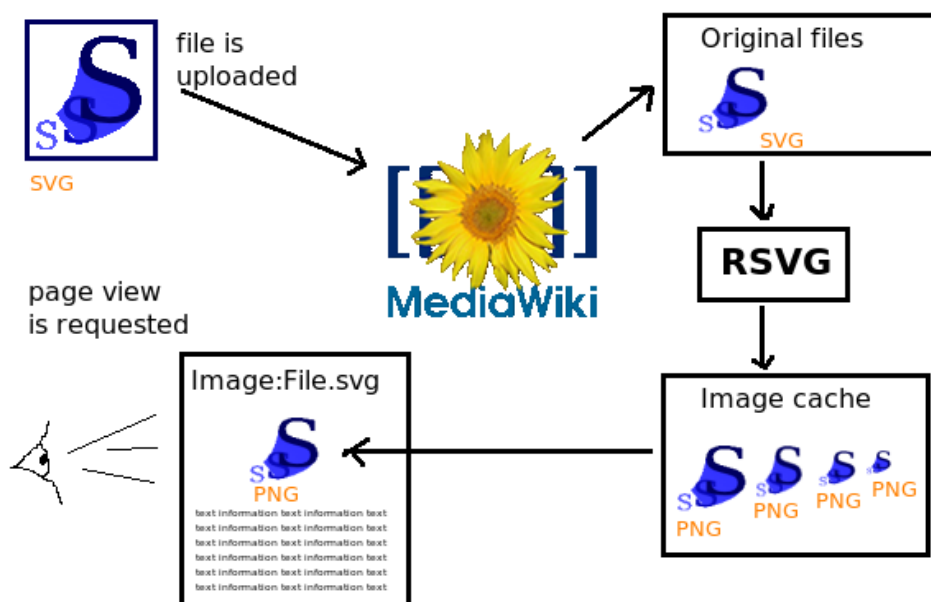 file is
uploaded
S
S
S
SVG
Original files
S
S
S
SVG
[[ ]]
MediaWiki
RSVG
page view
is requested
Image:File.svg
S
S
S
PNG
text information text information text
text information text information text
text information text information text
text information text information text
text information text information text
text information text information text
Image cache
S
S
S
PNG
S
S
S
PNG
S
S
S
PNG
S
S
S
PNG